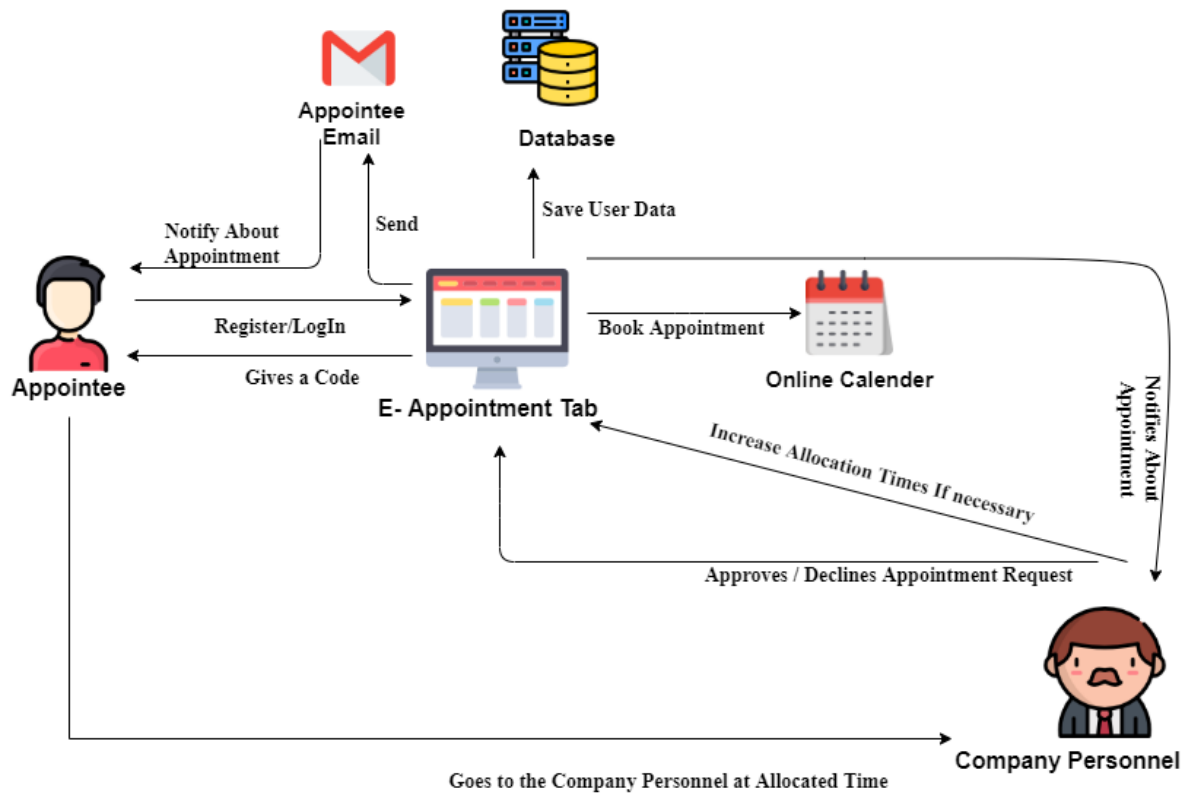 Appointee
Email
Database
Save User Data
Send
Notify About
Appointment
Register/LogIn
Gives a Code
Appointee
E- Appointment Tab
Book Appointment
Online Calender
Notifies About
Appointment
Increase Allocation Times If necessary
Approves / Declines Appointment Request
Company Personnel
Goes to the Company Personnel at Allocated Time